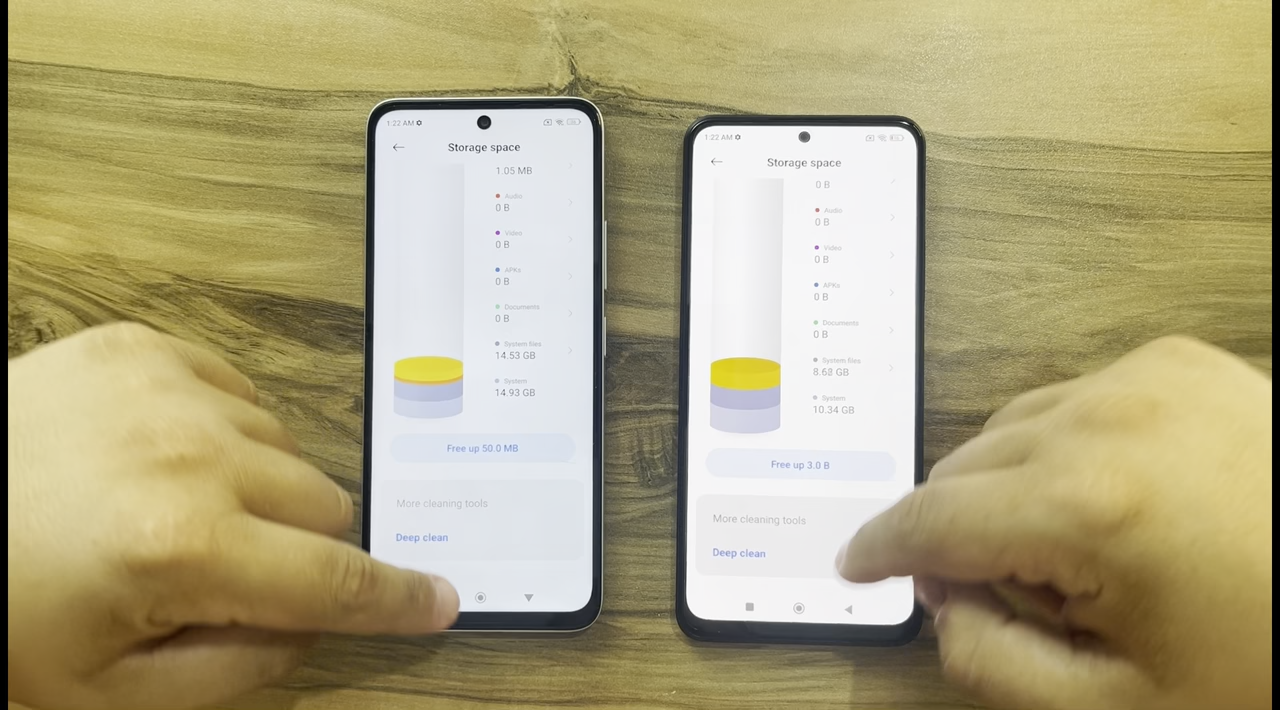 1:22 AM
Storage space
1.05 MB
Audio
0 B
Video
0 B
APKs
0 B
Documents
0 B
System files
14.53 GB
System
14.93 GB
Free up 50.0 MB
More cleaning tools
Deep clean
1:22 AM
Storage space
0 B
Audio
0 B
Video
0 B
APKs
0 B
Documents
0 B
System files
8.62 GB
System
10.34 GB
Free up 3.0 B
More cleaning tools
Deep clean